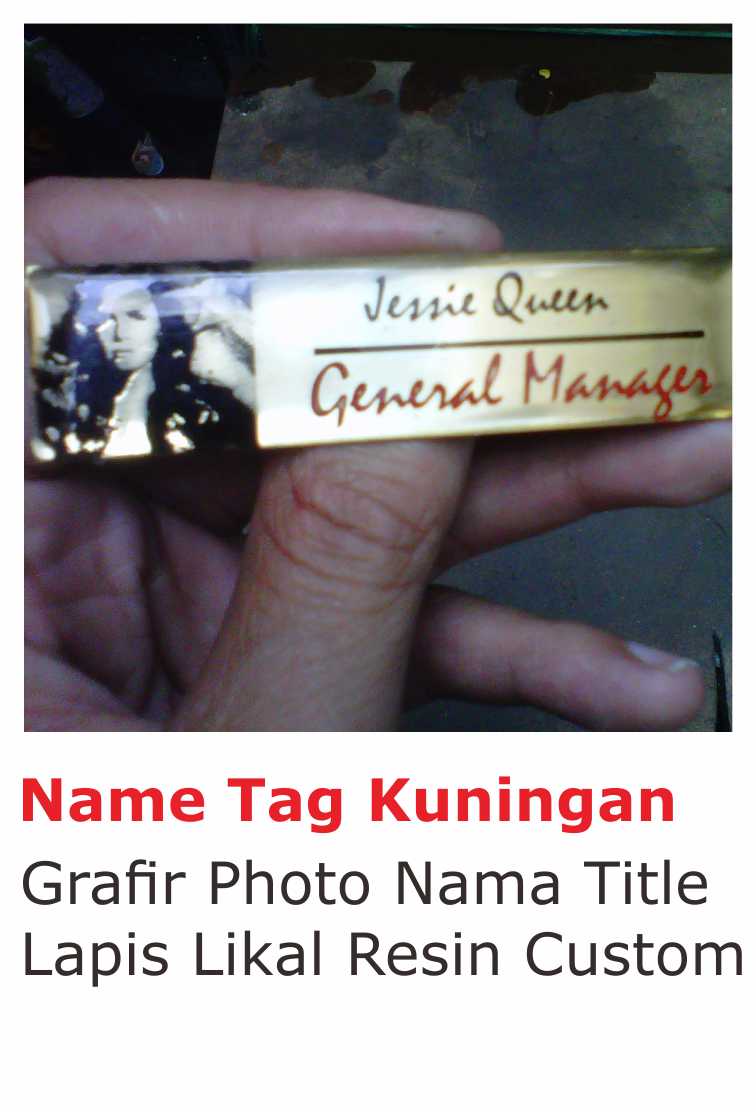 Jessie Queen
General Manager
Name Tag Kuningan
Grafir Photo Nama Title
Lapis Likal Resin Custom